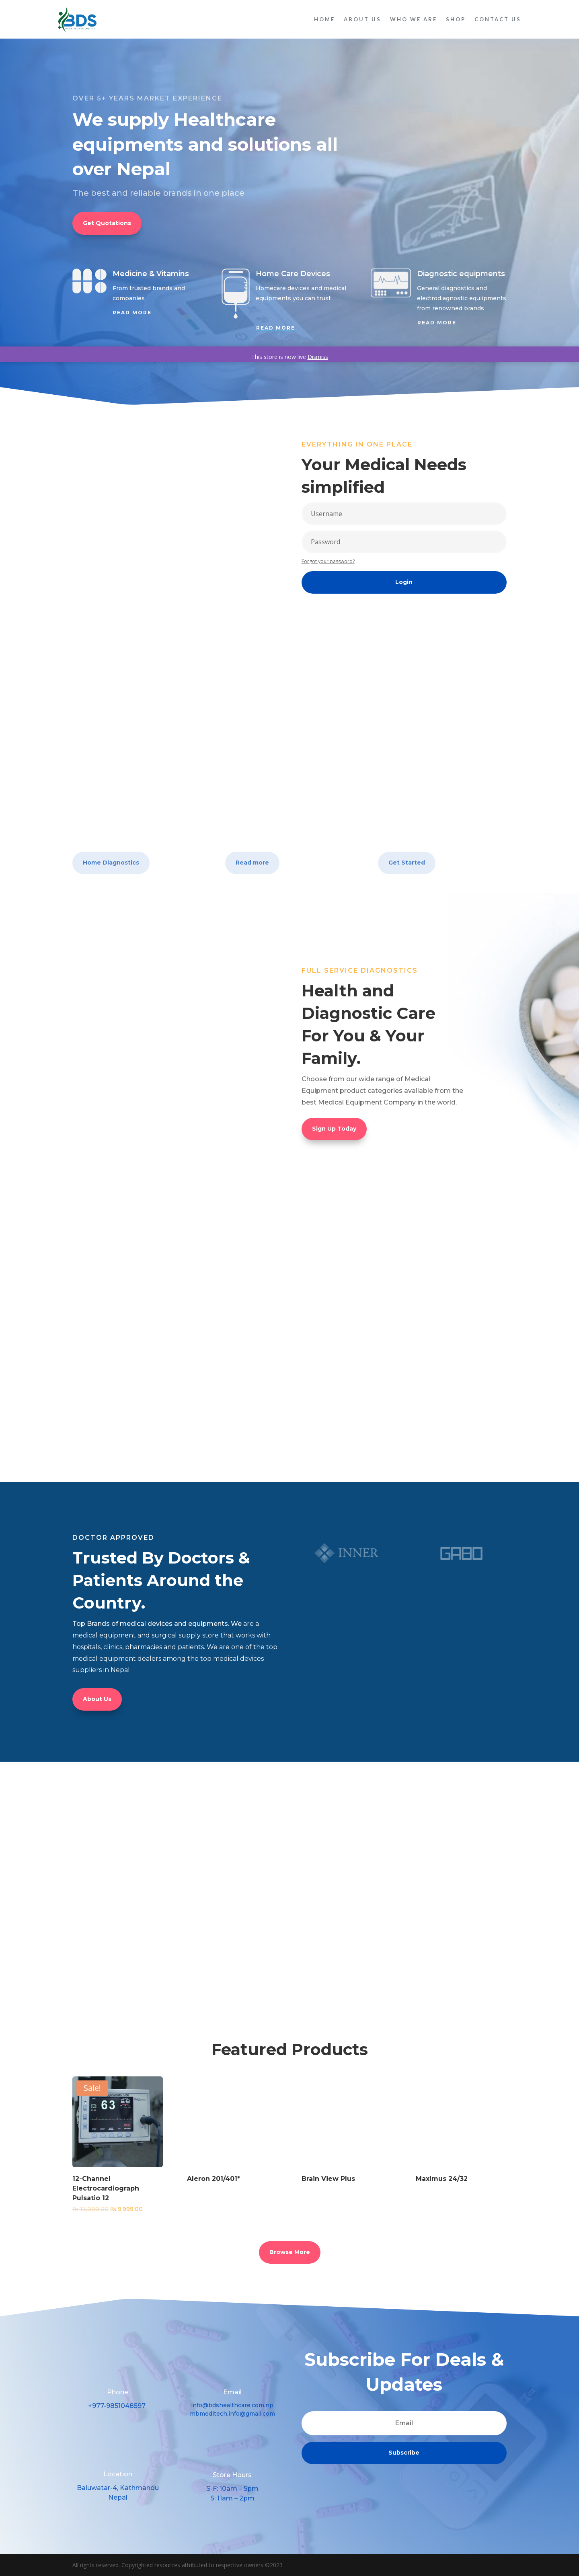 BDS
HOME
ABOUT US
WHO WE ARE
SHOP
CONTACT US
OVER 5+ YEARS MARKET EXPERIENCE
We supply Healthcare
equipments and solutions all
over Nepal
The best and reliable brands in one place
Get Quotations
Medicine & Vitamins
From trusted brands and
companies
READ MORE
Home Care Devices
Homecare devices and medical
equipments you can trust
READ MORE
Diagnostic equipments
General diagnostics and
electrodiagnostic equilpments
from renowned brands
READ MORE
This store is now live Dismiss
EVERYTHING IN ONE PLACE
Your Medical Needs
simplified
Username
Password
Forgot your password?
Login
Home Diagnostics
Read more
Get Started
FULL SERVICE DIAGNOSTICS
Health and
Diagnostic Care
For You & Your
Family.
Choose from our wide range of Medical
Equipment product categories available from the
best Medical Equipment Company in the world.
Sign Up Today
DOCTOR APPROVED
Trusted By Doctors &
Patients Around the
Country.
Top Brands of medical devices and equipments. We are a
medical equipment and surgical supply store that works with
hospitals, clinics, pharmacies and patients. We are one of the top
medical equipment dealers among the top medical devices
suppliers in Nepal
About Us
INNER
GABO
Featured Products
Sale!
63
12-Channel
Electrocardiograph
Pulsatio 12
₨ 9,999.00
Aleron 201/401*
Brain View Plus
Maximus 24/32
Browse More
Phone
+977-9851048597
Email
info@bdshealthcare.com.np
mbmeditech.info@gmail.com
Location
Baluwatar-4, Kathmandu
Nepal
Store Hours
S-F: 10am – 5pm
S: 11am – 2pm
Subscribe For Deals &
Updates
Email
Subscribe
All rights reserved. Copyrighted resources attributed to respective owners ©2023